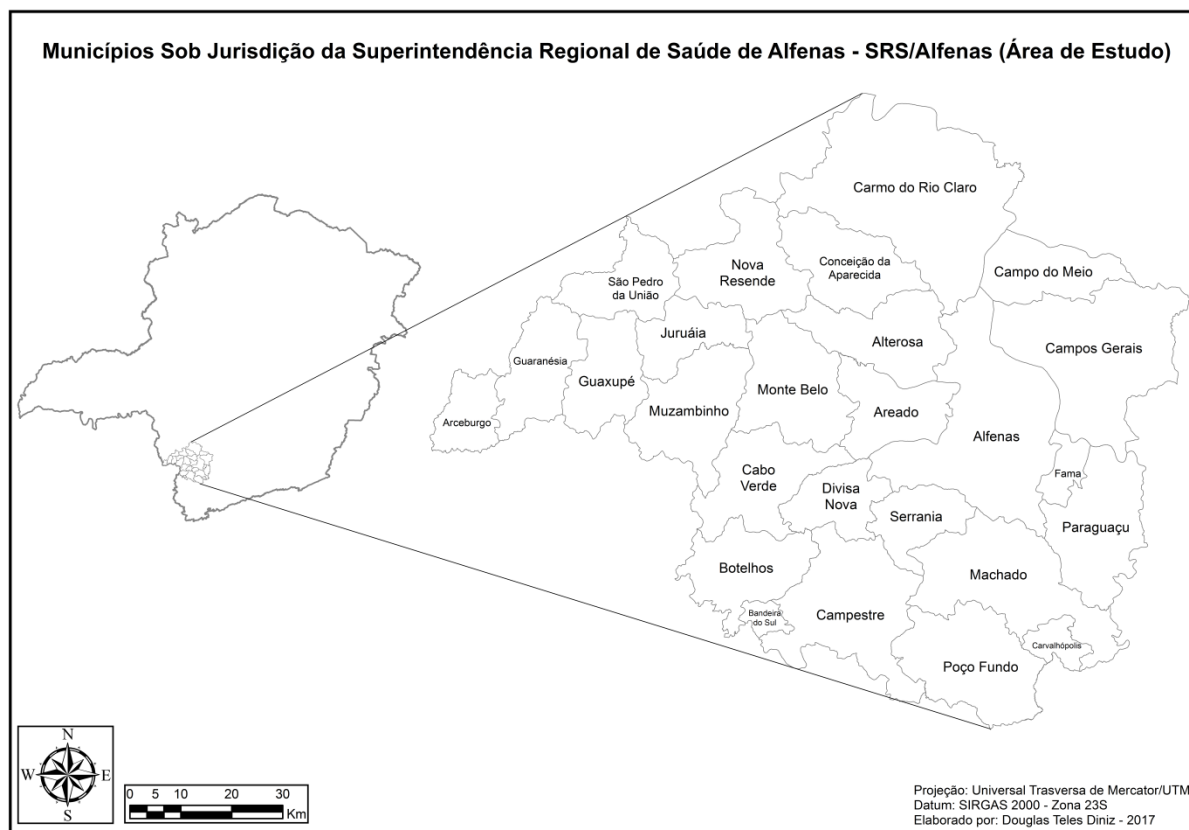 Municípios Sob Jurisdição da Superintendência Regional de Saúde de Alfenas - SRS/Alfenas (Área de Estudo)
Carmo do Rio Claro
Conceição da
Aparecida
Campo do Meio
Nova
Resende
São Pedro
da União
Juruáia
Alterosa
Campos Gerais
Guaranésia
Guaxupé
Monte Belo
Areado
Muzambinho
Arceburgo
Alfenas
Cabo
Verde
Divisa
Nova
Fama
Serrania
Paraguaçu
Botelhos
Machado
Bandeira
do Sul
Campestre
Carvalhópolis
Poço Fundo
N
W
E
S
0 5 10 20 30
Km
Projeção: Universal Trasversa de Mercator/UTM
Datum: SIRGAS 2000 - Zona 23S
Elaborado por: Douglas Teles Diniz - 2017